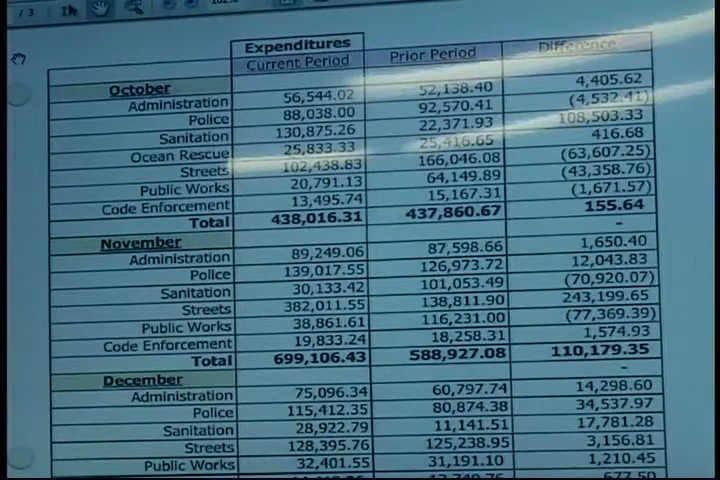 / 3
Expenditures
Current Period Prior Period Difference
October
Administration 56,544.02 52,138.40 4,405.62
Police 88,038.00 92,570.41 (4,532.41)
Sanitation 130,875.26 22,371.93 108,503.33
Ocean Rescue 25,833.33 25,416.65 416.68
Streets 102,438.83 166,046.08 (63,607.25)
Public Works 20,791.13 64,149.89 (43,358.76)
Code Enforcement 13,495.74 15,167.31 (1,671.57)
Total 438,016.31 437,860.67 155.64
-
November
Administration 89,249.06 87,598.66 1,650.40
Police 139,017.55 126,973.72 12,043.83
Sanitation 30,133.42 101,053.49 (70,920.07)
Streets 382,011.55 138,811.90 243,199.65
Public Works 38,861.61 116,231.00 (77,369.39)
Code Enforcement 19,833.24 18,258.31 1,574.93
Total 699,106.43 588,927.08 110,179.35
-
December
Administration 75,096.34 60,797.74 14,298.60
Police 115,412.35 80,874.38 34,537.97
Sanitation 28,922.79 11,141.51 17,781.28
Streets 128,395.76 125,238.95 3,156.81
Public Works 32,401.55 31,191.10 1,210.45